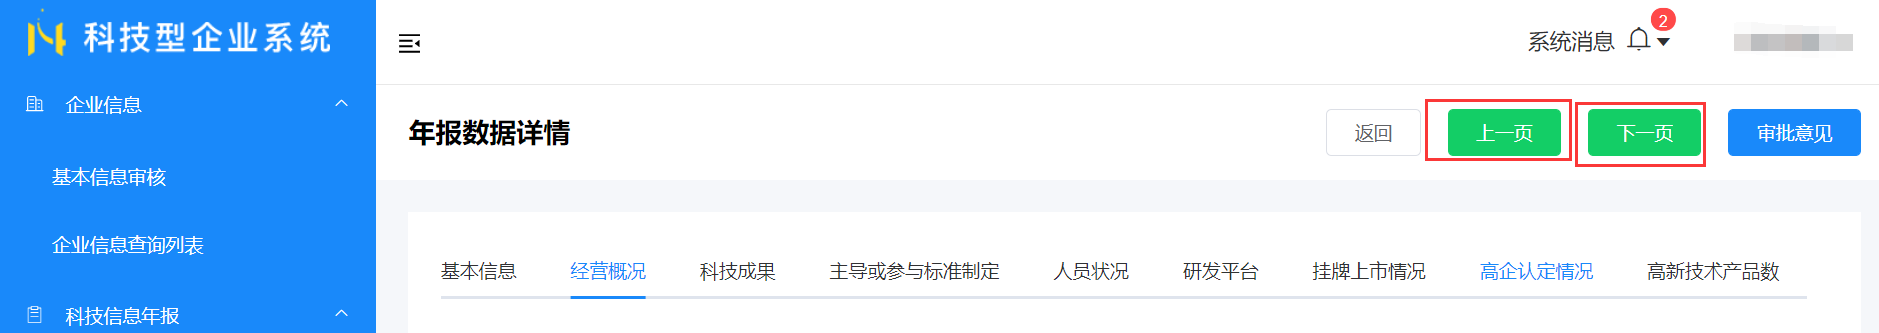 科技型企业系统
系统消息 2
企业信息
年报数据详情 返回 上一页 下一页 审批意见
基本信息审核
企业信息查询列表
基本信息 经营概况 科技成果 主导或参与标准制定 人员状况 研发平台 挂牌上市情况 高企认定情况 高新技术产品数
科技信息年报